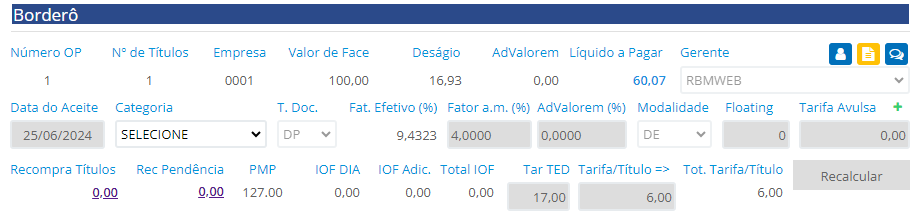 Borderô
Número OP Nº de Títulos Empresa Valor de Face Deságio AdValorem Líquido a Pagar Gerente
1 1 0001 100,00 16,93 0,00 60,07 RBMWEB
Data do Aceite Categoria T. Doc. Fat. Efetivo (%) Fator a.m. (%) AdValorem (%) Modalidade Floating Tarifa Avulsa +
25/06/2024 SELECIONE DP 9,4323 4,0000 0,0000 DE 0 0,00
Recompra Títulos Rec Pendência PMP IOF DIA IOF Adic. Total IOF Tar TED Tarifa/Título => Tot. Tarifa/Título Recalcular
0,00 0,00 127.00 0,00 0,00 0,00 17,00 6,00 6,00